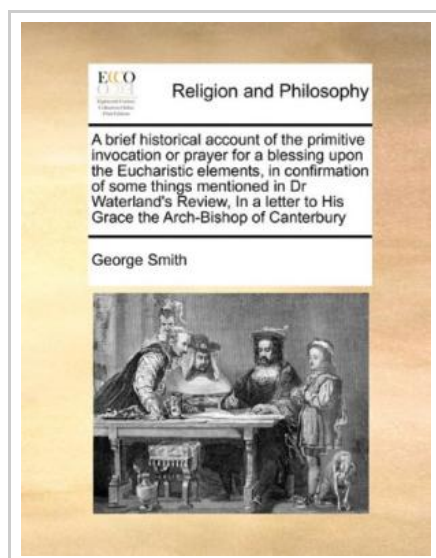 ECCO
Religion and Philosophy
A brief historical account of the primitive
invocation or prayer for a blessing upon
the Eucharistic elements, in confirmation
of some things mentioned in Dr
Waterland's Review, In a letter to His
Grace the Arch-Bishop of Canterbury
George Smith